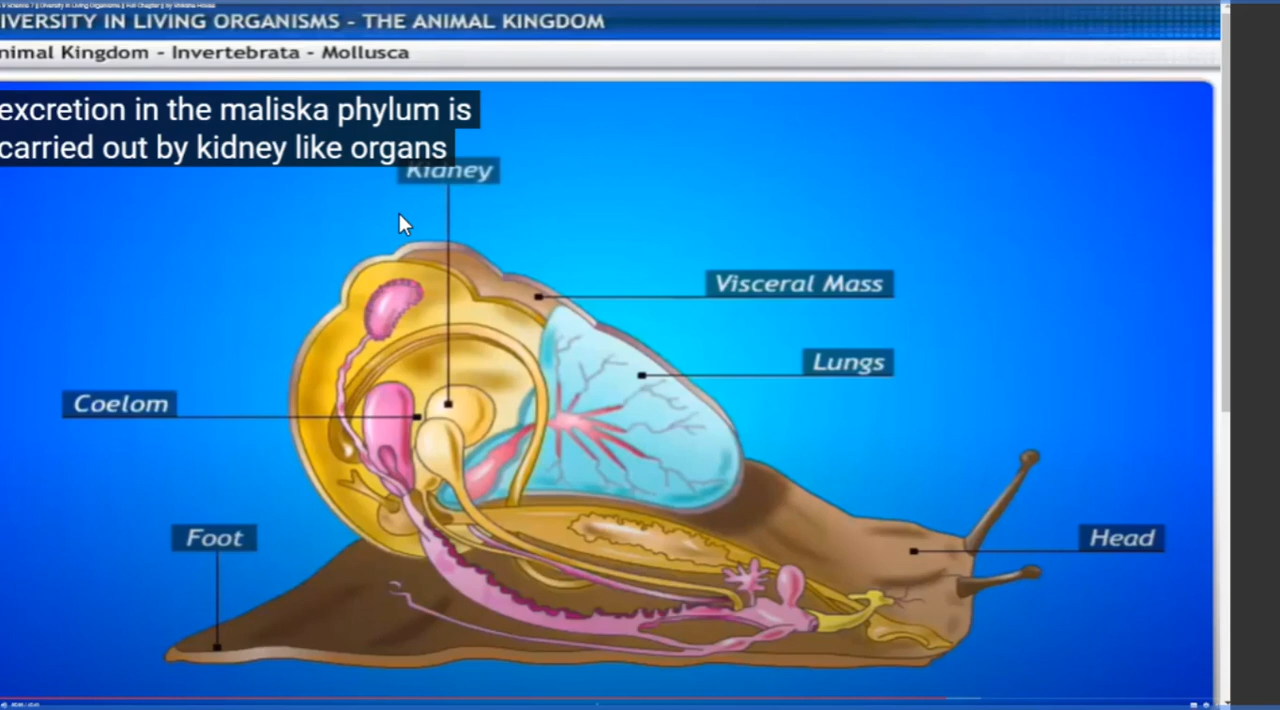 IVERSITY IN LIVING ORGANISMS - THE ANIMAL KINGDOM
nimal Kingdom - Invertebrata - Mollusca
excretion in the maliska phylum is
carried out by kidney like organs
Kidney
Visceral Mass
Lungs
Coelom
Foot
Head